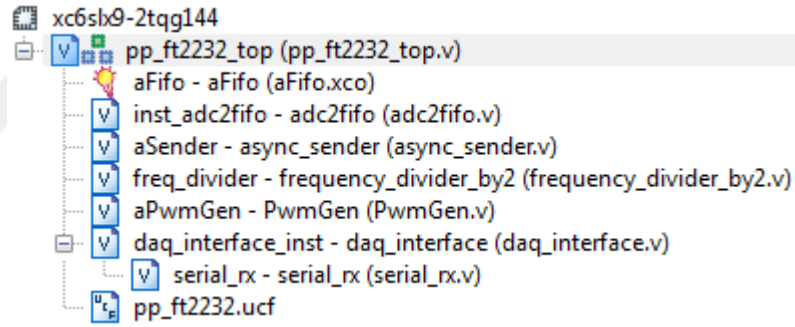 xc6slx9-2tqg144
pp_ft2232_top (pp_ft2232_top.v)
aFifo - aFifo (aFifo.xco)
inst_adc2fifo - adc2fifo (adc2fifo.v)
aSender - async_sender (async_sender.v)
freq_divider - frequency_divider_by2 (frequency_divider_by2.v)
aPwmGen - PwmGen (PwmGen.v)
daq_interface_inst - daq_interface (daq_interface.v)
serial_rx - serial_rx (serial_rx.v)
pp_ft2232.ucf